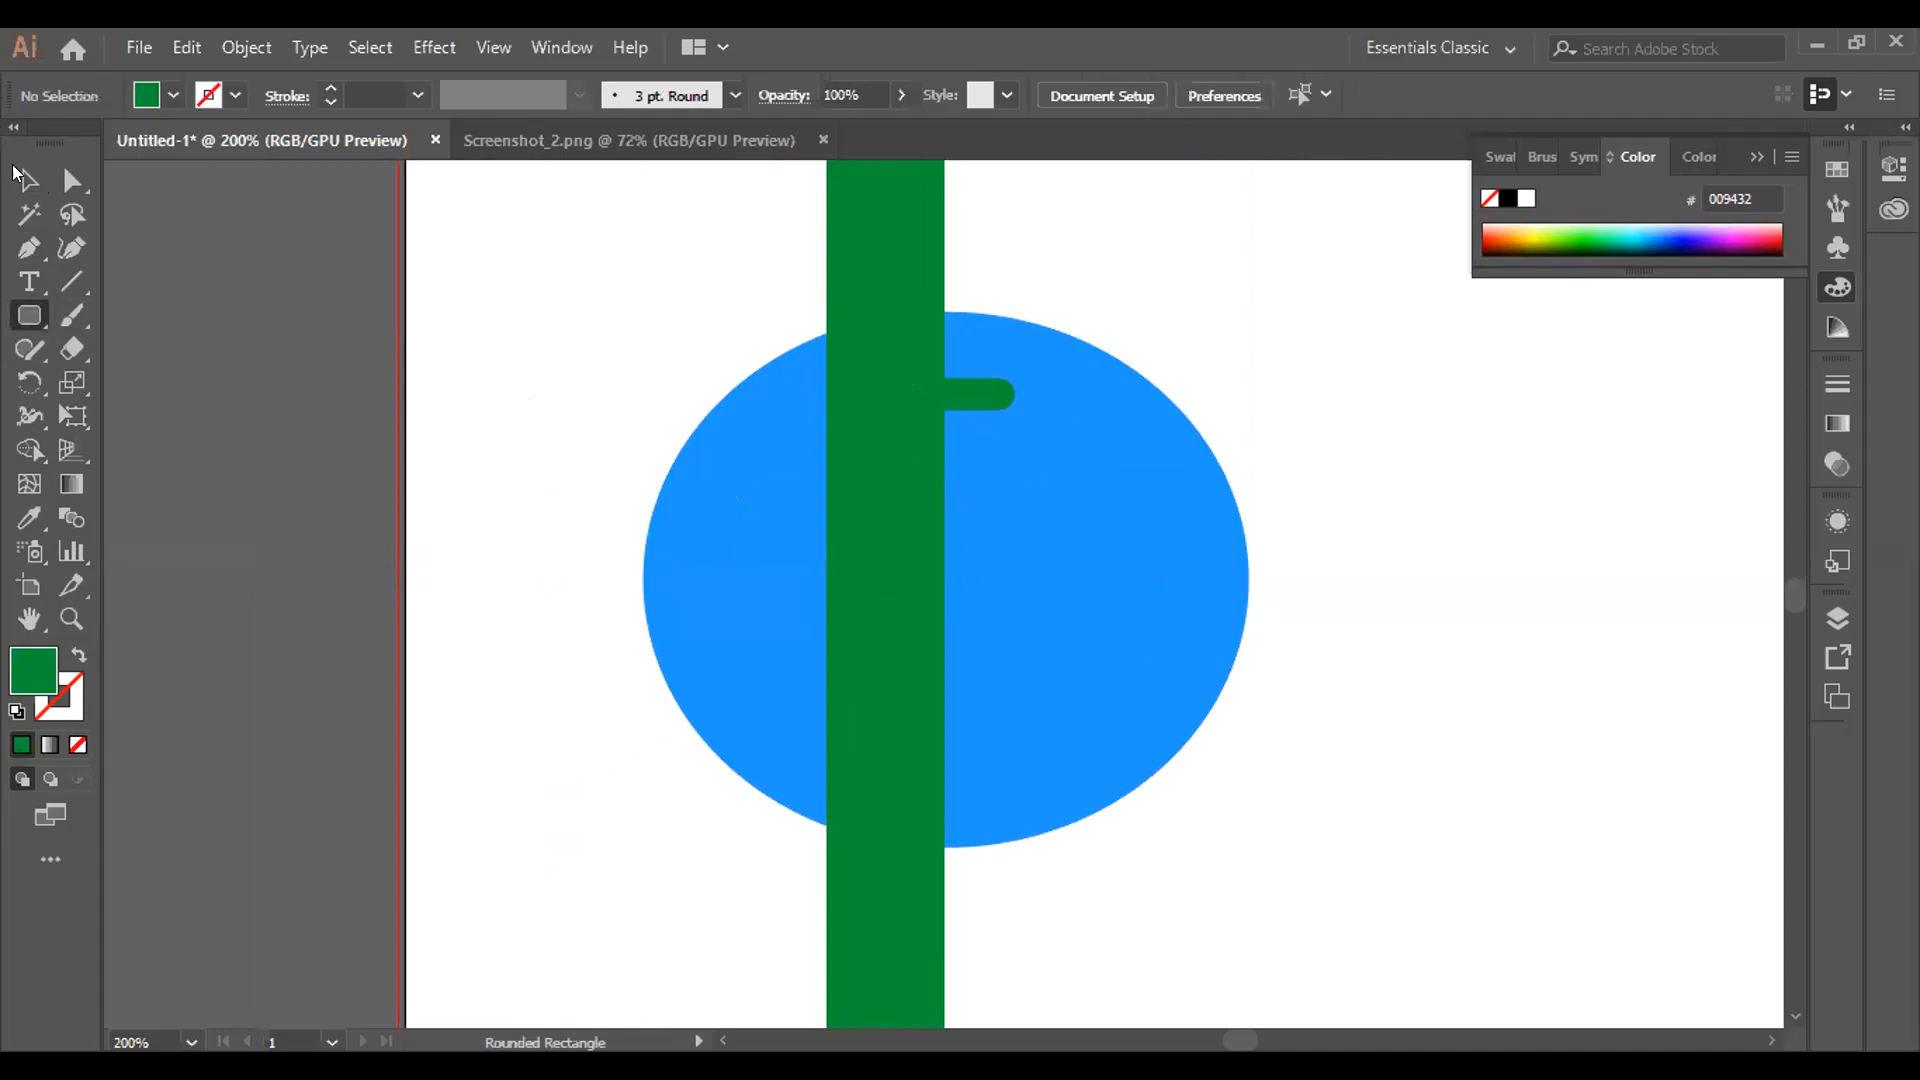 Ai File Edit Object Type Select Effect View Window Help Essentials Classic Search Adobe Stock
No Selection Stroke: 3 pt. Round Opacity: 100% Style: Document Setup Preferences
Untitled-1* @ 200% (RGB/GPU Preview) Screenshot_2.png @ 72% (RGB/GPU Preview)
Swat Brus Sym Color Color
# 009432
200% 1 Rounded Rectangle